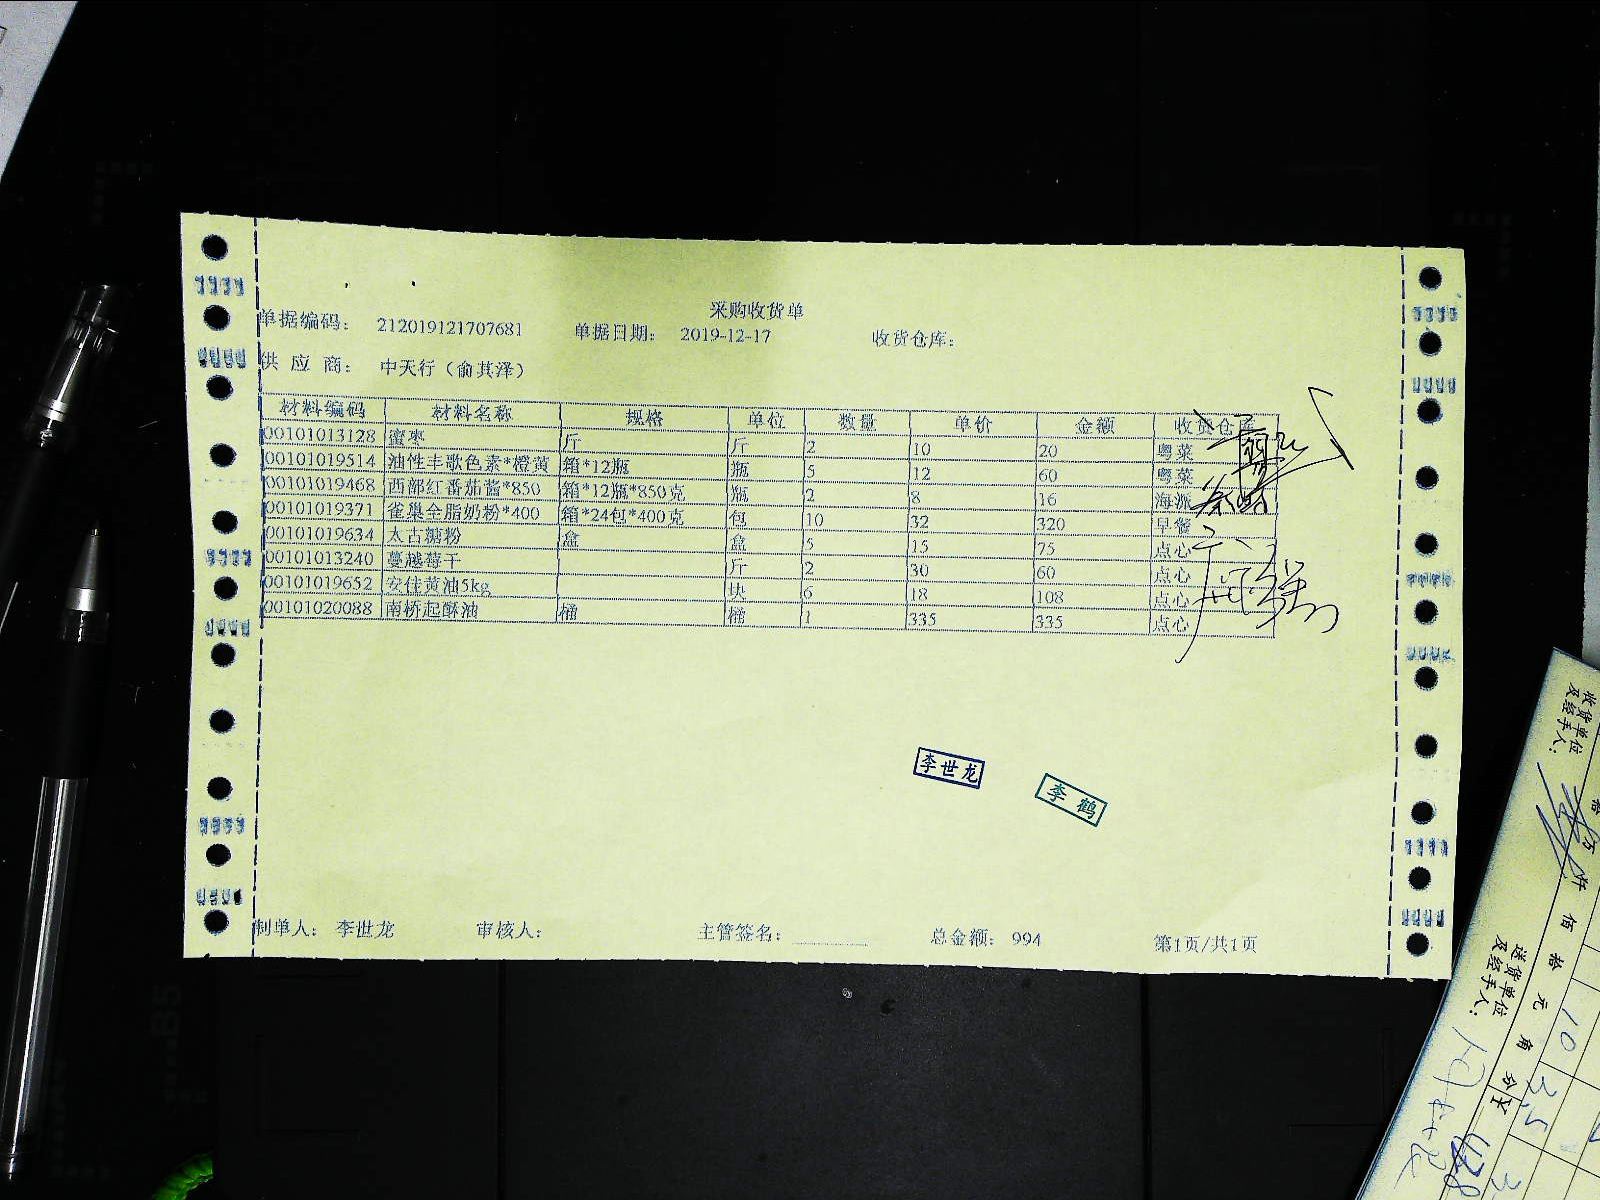 采购收货单
单据编码： 212019121707681 单据日期： 2019-12-17 收货仓库：
供 应 商： 中天行（俞其泽）
材料编码 材料名称 规格 单位 数量 单价 金额 收货仓库
00101013128 蜜枣 斤 斤 2 10 20 粤菜
00101019514 油性丰歌色素*橙黄 箱*12瓶 瓶 5 12 60 粤菜
00101019468 西部红番茄酱*850 箱*12瓶*850克 瓶 2 8 16 海派
00101019371 雀巢全脂奶粉*400 箱*24包*400克 包 10 32 320 早餐
00101019634 太古糖粉 盒 盒 5 15 75 点心
00101013240 蔓越莓干 斤 2 30 60 点心
00101019652 安佳黄油5kg 块 6 18 108 点心
00101020088 南桥起酥油 桶 桶 1 335 335 点心
李世龙
李鹤
制单人： 李世龙 审核人： 主管签名： 总金额： 994 第1页/共1页
收货单位
及经手人：
佰 拾 元 角 分
送货单位
及经手人：